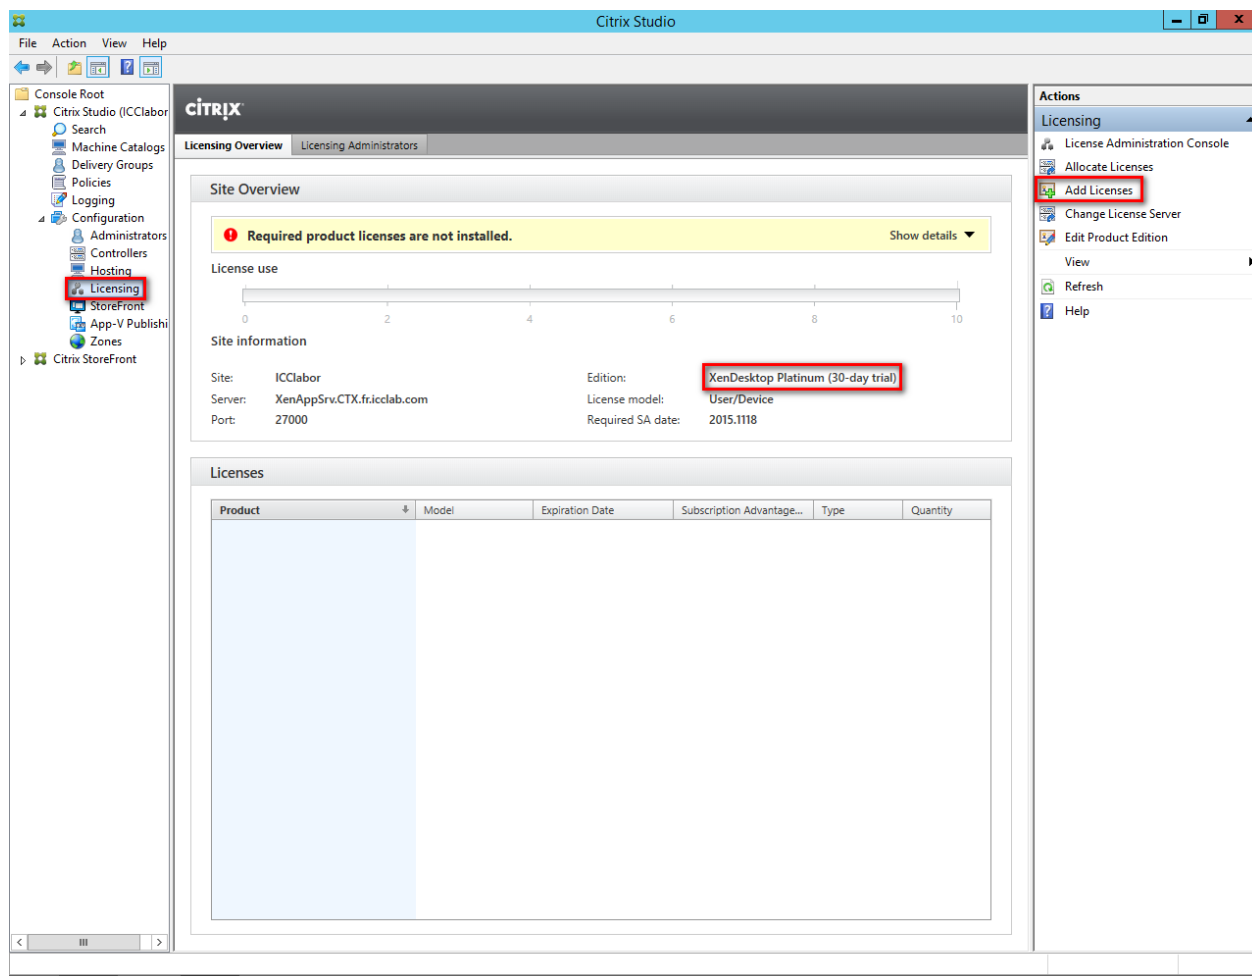 Citrix Studio
File Action View Help
Console Root
Citrix Studio (ICClabor
Search
Machine Catalogs
Delivery Groups
Policies
Logging
Configuration
Administrators
Controllers
Hosting
Licensing
StoreFront
App-V Publishi
Zones
Citrix StoreFront
CITRIX
Licensing Overview Licensing Administrators
Site Overview
Required product licenses are not installed. Show details
License use
0 2 4 6 8 10
Site information
Site: ICClabor Edition: XenDesktop Platinum (30-day trial)
Server: XenAppSrv.CTX.fr.icclab.com License model: User/Device
Port: 27000 Required SA date: 2015.1118
Licenses
Product Model Expiration Date Subscription Advantage... Type Quantity
Actions
Licensing
License Administration Console
Allocate Licenses
Add Licenses
Change License Server
Edit Product Edition
View
Refresh
Help